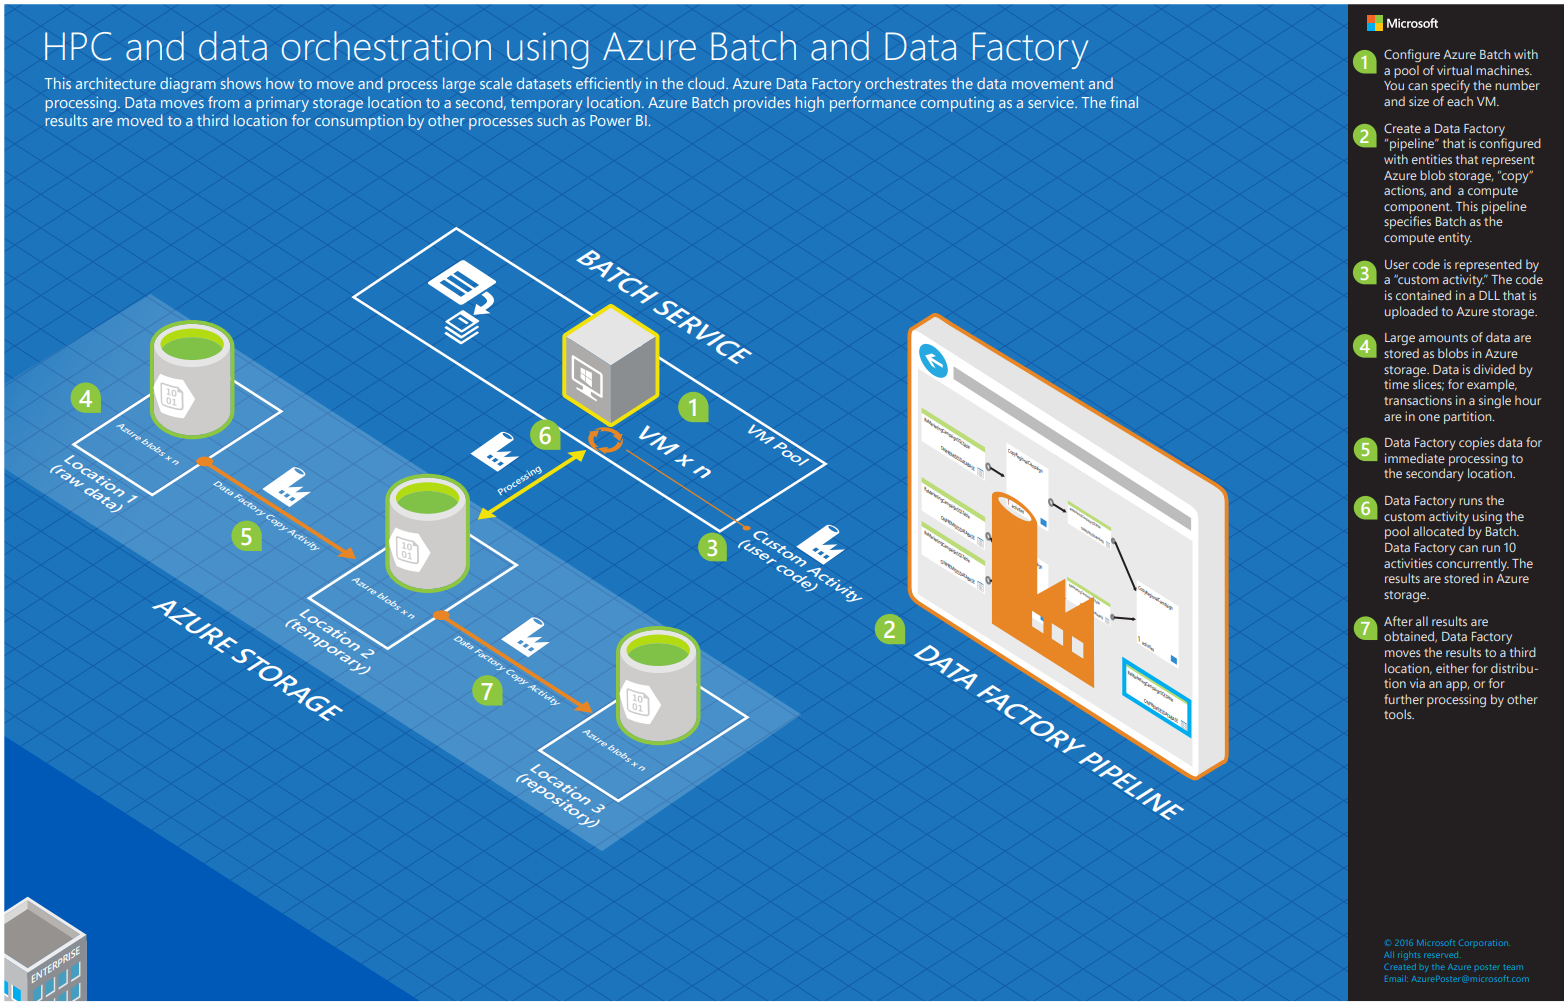 HPC and data orchestration using Azure Batch and Data Factory
This architecture diagram shows how to move and process large scale datasets efficiently in the cloud. Azure Data Factory orchestrates the data movement and
processing. Data moves from a primary storage location to a second, temporary location. Azure Batch provides high performance computing as a service. The final
results are moved to a third location for consumption by other processes such as Power BI.
BATCH SERVICE
1
VM x n
VM Pool
6
Processing
3
Custom Activity
(user code)
4
10
01
Azure blobs x n
Location 1
(raw data)
5
Data Factory Copy Activity
10
01
Azure blobs x n
Location 2
(temporary)
7
Data Factory Copy Activity
10
01
Azure blobs x n
Location 3
(repository)
AZURE STORAGE
2
DATA FACTORY PIPELINE
ENTERPRISE
Microsoft
1
Configure Azure Batch with
a pool of virtual machines.
You can specify the number
and size of each VM.
2
Create a Data Factory
“pipeline” that is configured
with entities that represent
Azure blob storage, “copy”
actions, and a compute
component. This pipeline
specifies Batch as the
compute entity.
3
User code is represented by
a “custom activity.” The code
is contained in a DLL that is
uploaded to Azure storage.
4
Large amounts of data are
stored as blobs in Azure
storage. Data is divided by
time slices; for example,
transactions in a single hour
are in one partition.
5
Data Factory copies data for
immediate processing to
the secondary location.
6
Data Factory runs the
custom activity using the
pool allocated by Batch.
Data Factory can run 10
activities concurrently. The
results are stored in Azure
storage.
7
After all results are
obtained, Data Factory
moves the results to a third
location, either for distribu-
tion via an app, or for
further processing by other
tools.
© 2016 Microsoft Corporation.
All rights reserved.
Created by the Azure poster team
Email: AzurePoster@microsoft.com